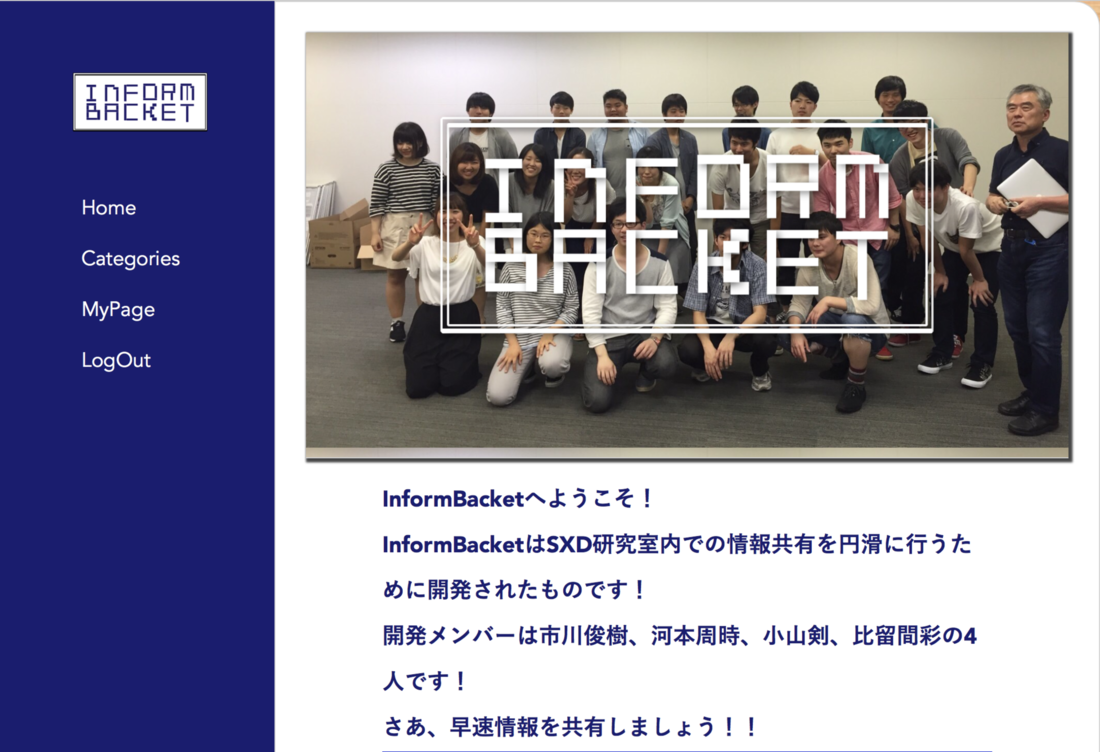 INFORM
BACKET
Home
Categories
MyPage
LogOut
INFORM
BACKET
InformBacketへようこそ！
InformBacketはSXD研究室内での情報共有を円滑に行うた
めに開発されたものです！
開発メンバーは市川俊樹、河本周時、小山剣、比留間彩の4
人です！
さあ、早速情報を共有しましょう！！